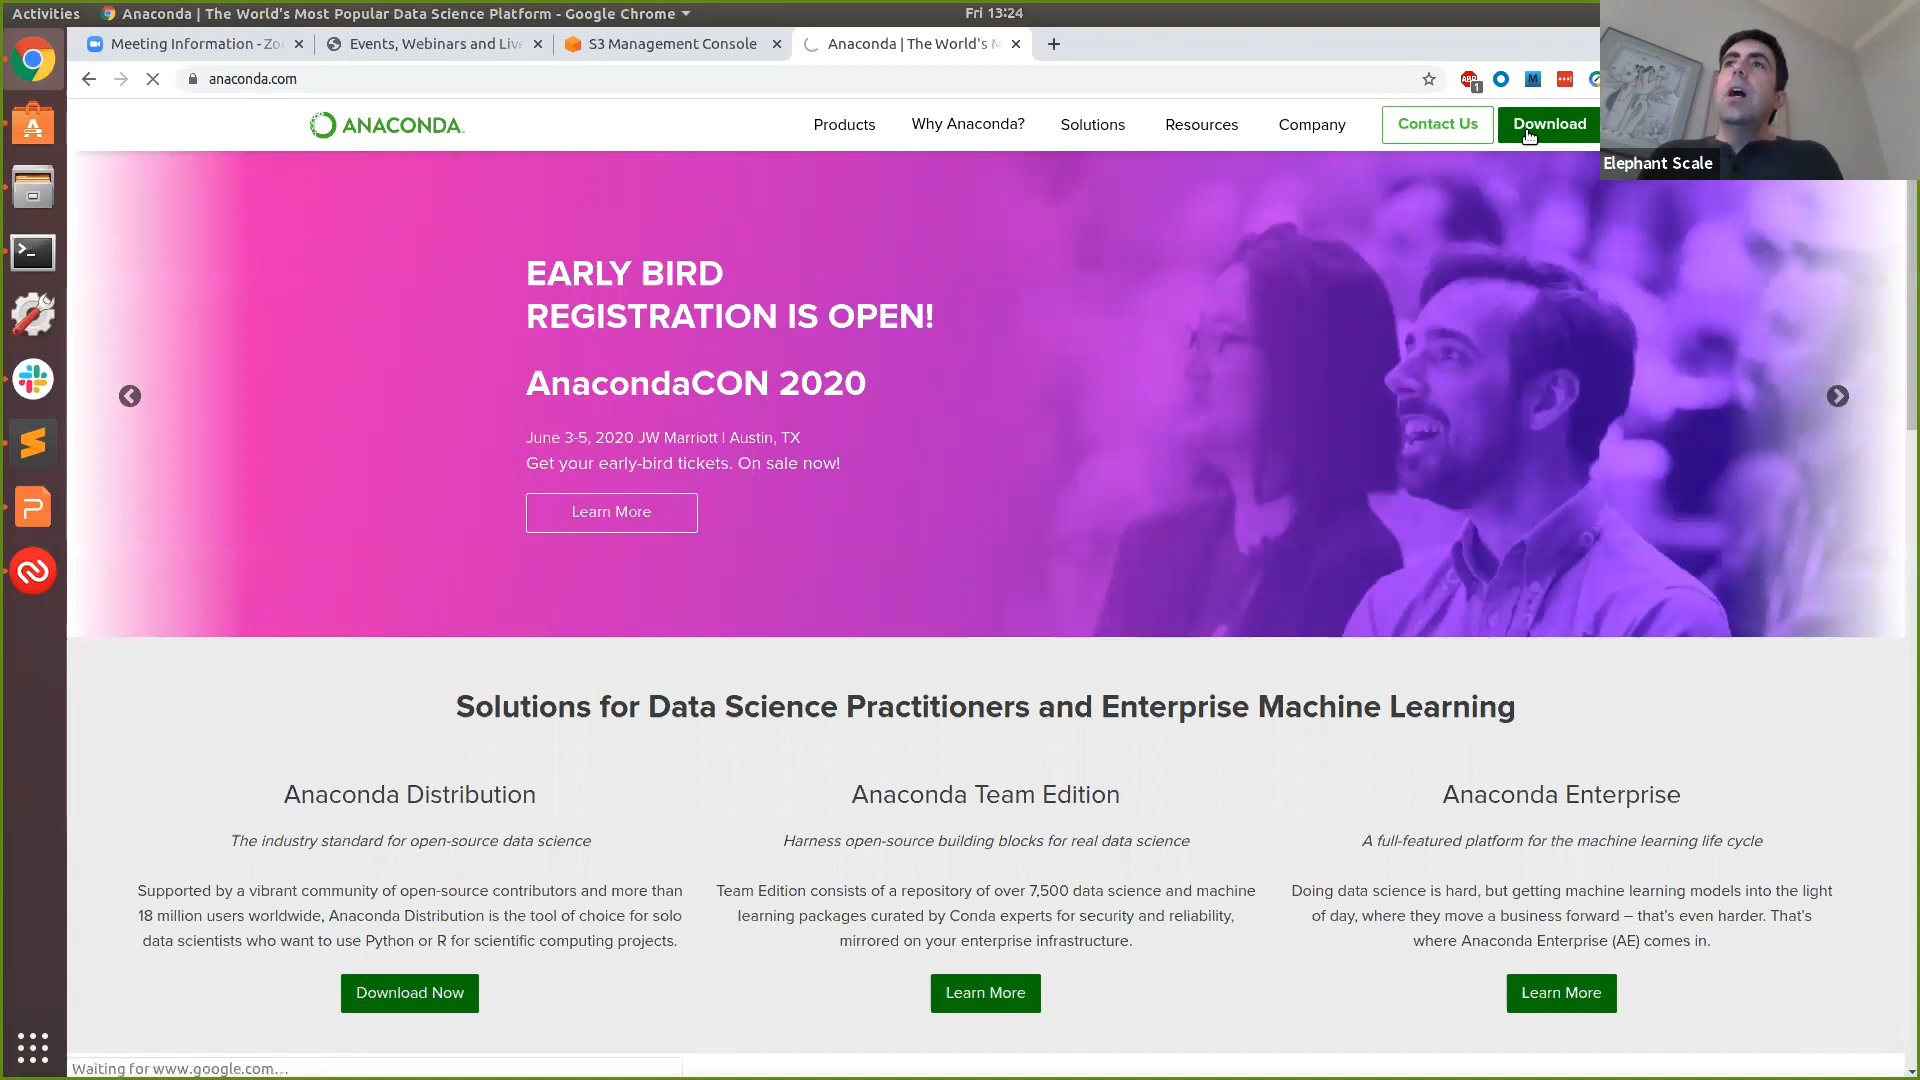 Activities
Anaconda | The World's Most Popular Data Science Platform - Google Chrome
Fri 13:24
Meeting Information - Zo
Events, Webinars and Liv
S3 Management Console
Anaconda | The World's M
anaconda.com
ABP
1
M
ANACONDA
Products
Why Anaconda?
Solutions
Resources
Company
Contact Us
Download
Elephant Scale
EARLY BIRD
REGISTRATION IS OPEN!
AnacondaCON 2020
June 3-5, 2020 JW Marriott | Austin, TX
Get your early-bird tickets. On sale now!
Learn More
Solutions for Data Science Practitioners and Enterprise Machine Learning
Anaconda Distribution
The industry standard for open-source data science
Supported by a vibrant community of open-source contributors and more than
18 million users worldwide, Anaconda Distribution is the tool of choice for solo
data scientists who want to use Python or R for scientific computing projects.
Download Now
Anaconda Team Edition
Harness open-source building blocks for real data science
Team Edition consists of a repository of over 7,500 data science and machine
learning packages curated by Conda experts for security and reliability,
mirrored on your enterprise infrastructure.
Learn More
Anaconda Enterprise
A full-featured platform for the machine learning life cycle
Doing data science is hard, but getting machine learning models into the light
of day, where they move a business forward – that's even harder. That's
where Anaconda Enterprise (AE) comes in.
Learn More
Waiting for www.google.com...